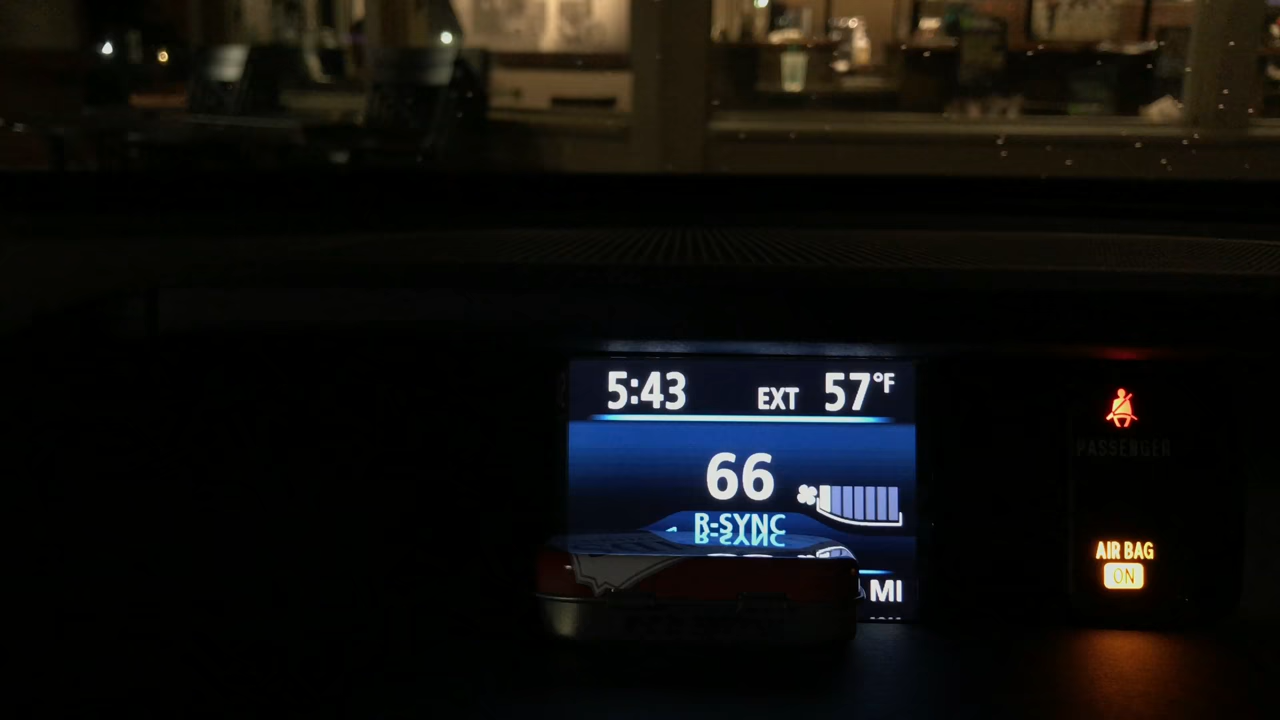 5:43 EXT 57°F
66
R-SYNC
MI
PASSENGER
AIR BAG
ON